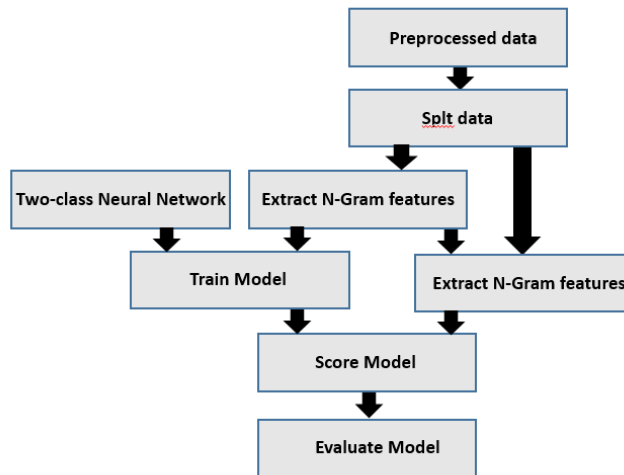 Preprocessed data
Splt data
Two-class Neural Network
Extract N-Gram features
Train Model
Extract N-Gram features
Score Model
Evaluate Model